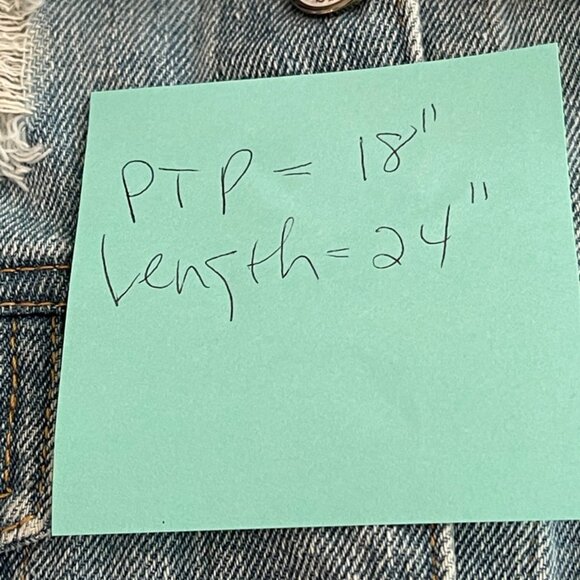 PTP = 18"
Length = 24"